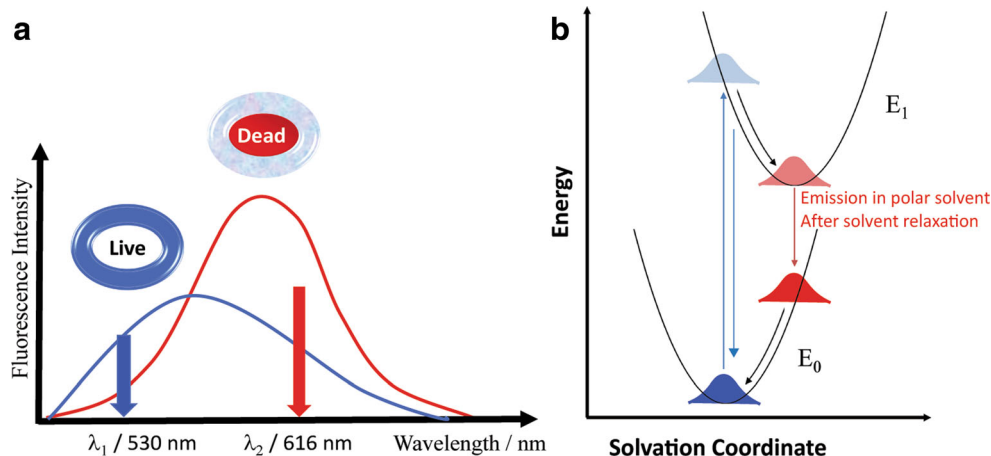 a
Dead
Live
Fluorescence Intensity
λ₁ / 530 nm
λ₂ / 616 nm
Wavelength / nm
b
E₁
Emission in polar solvent
After solvent relaxation
E₀
Energy
Solvation Coordinate